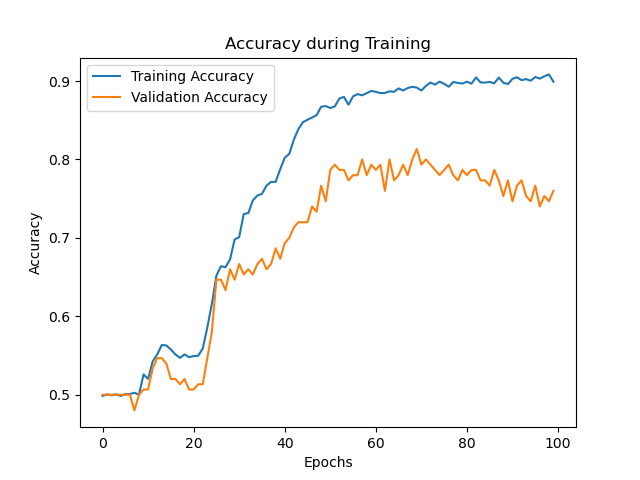 Accuracy during Training
Training Accuracy
Validation Accuracy
0.9
0.8
0.7
0.6
0.5
Accuracy
0 20 40 60 80 100
Epochs